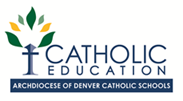 CATHOLIC
EDUCATION
ARCHDIOCESE OF DENVER CATHOLIC SCHOOLS